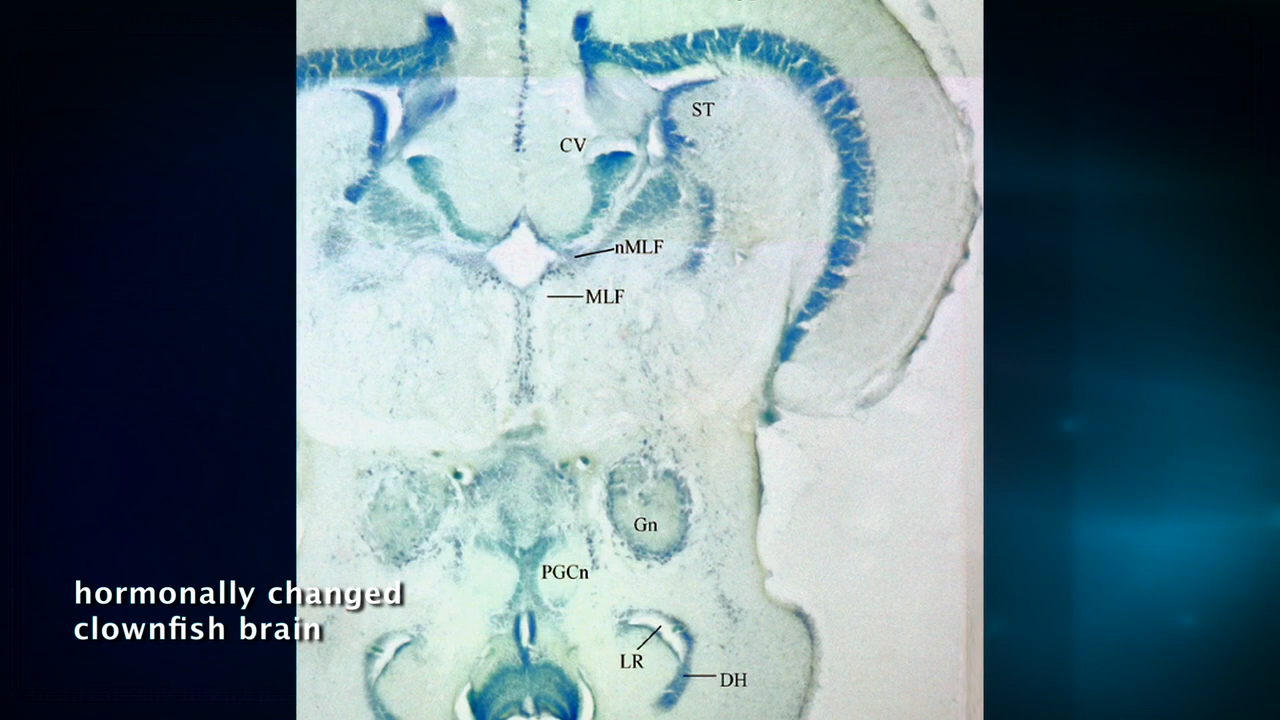 ST
CV
nMLF
MLF
Gn
PGCn
hormonally changed
clownfish brain
LR
DH